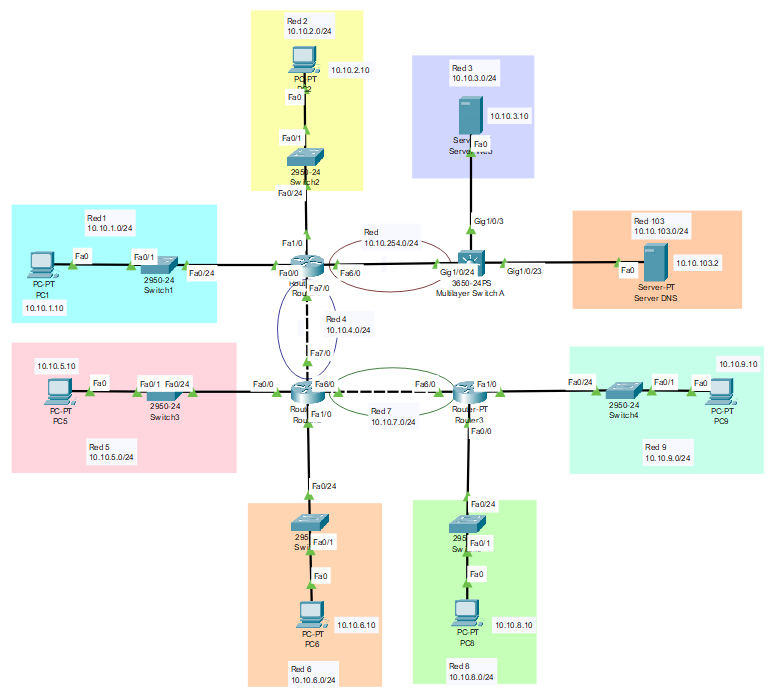 Red 2
10.10.2.0/24
10.10.2.10
PC-PT
Fa0
Fa0/1
2950-24
Switch2
Fa0/24
Fa1/0
Red 3
10.10.3.0/24
10.10.3.10
Fa0
Gig1/0/3
Red1
10.10.1.0/24
Fa0
Fa0/1
Fa0/24
PC-PT
PC1
10.10.1.10
2950-24
Switch1
Fa0/0
Fa6/0
Fa7/0
Red
10.10.254.0/24
Gig1/0/24
3650-24PS
Multilayer Switch A
Gig1/0/23
Red 103
10.10.103.0/24
10.10.103.2
Fa0
Server-PT
Server DNS
Red 4
10.10.4.0/24
Fa7/0
10.10.5.10
Fa0
Fa0/1
Fa0/24
PC-PT
PC5
2950-24
Switch3
Fa0/0
Red 5
10.10.5.0/24
Fa6/0
Fa1/0
Red 7
10.10.7.0/24
Fa6/0
Fa1/0
Router-PT
Router3
Fa0/0
Fa0/24
Fa0/1
Fa0
10.10.9.10
2950-24
Switch4
PC-PT
PC9
Red 9
10.10.9.0/24
Fa0/24
Fa0/1
Fa0
PC-PT
PC6
10.10.6.10
Red 6
10.10.6.0/24
Fa0/24
Fa0/1
Fa0
PC-PT
PC8
10.10.8.10
Red 8
10.10.8.0/24